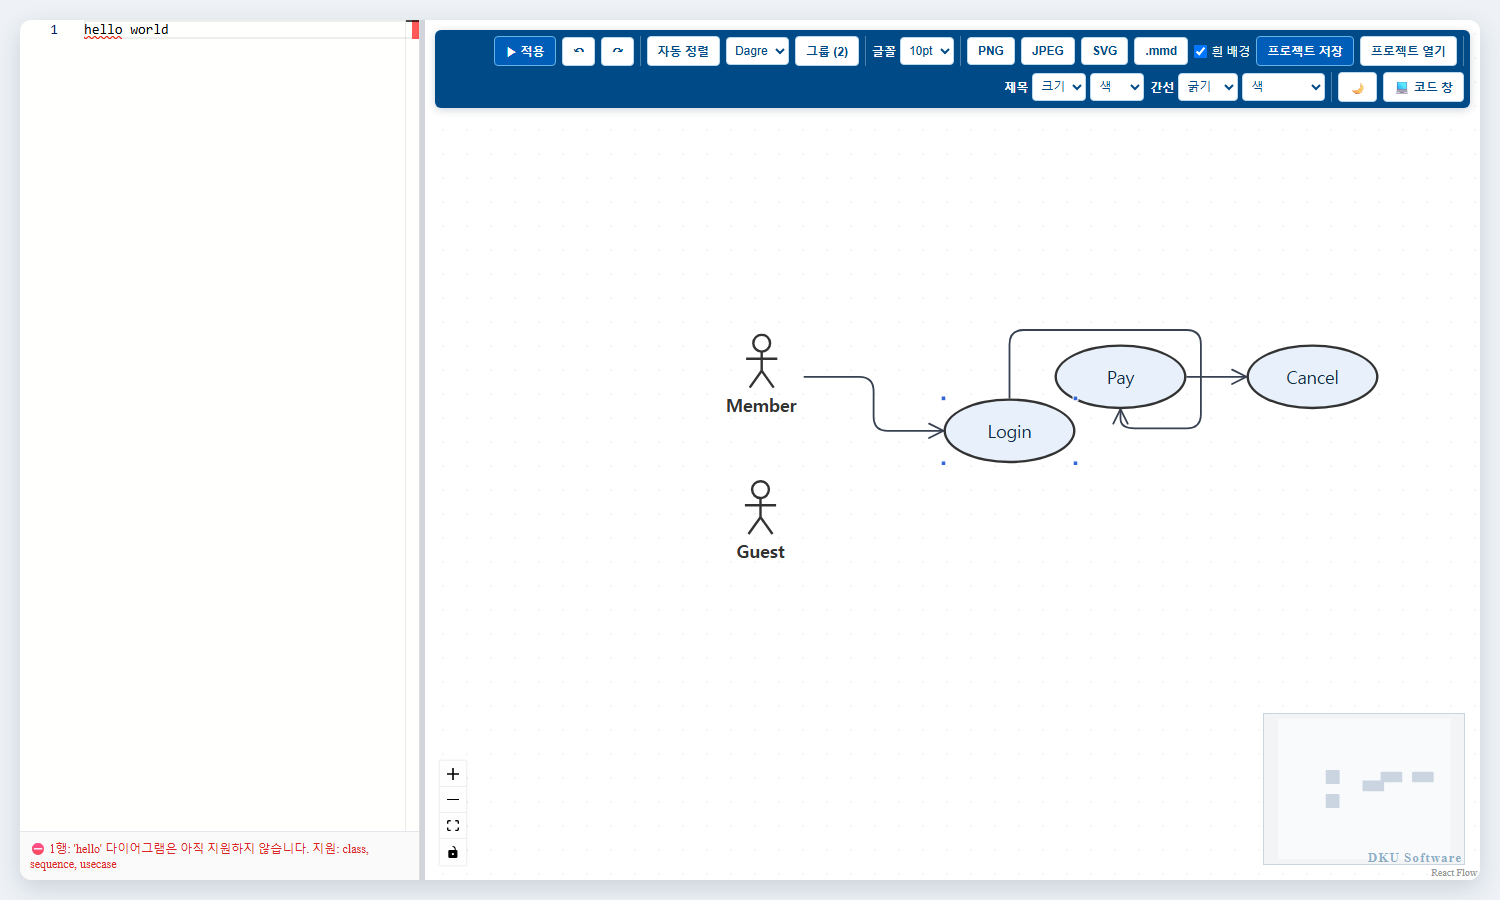 1 hello world
▶ 적용 ↶ ↷ 자동 정렬 Dagre 그룹 (2) 글꼴 10pt PNG JPEG SVG .mmd 흰 배경 프로젝트 저장 프로젝트 열기
제목 크기 색 간선 굵기 색 코드 창
Member
Pay
Cancel
Login
Guest
1행: 'hello' 다이어그램은 아직 지원하지 않습니다. 지원: class,
sequence, usecase
DKU Software
React Flow